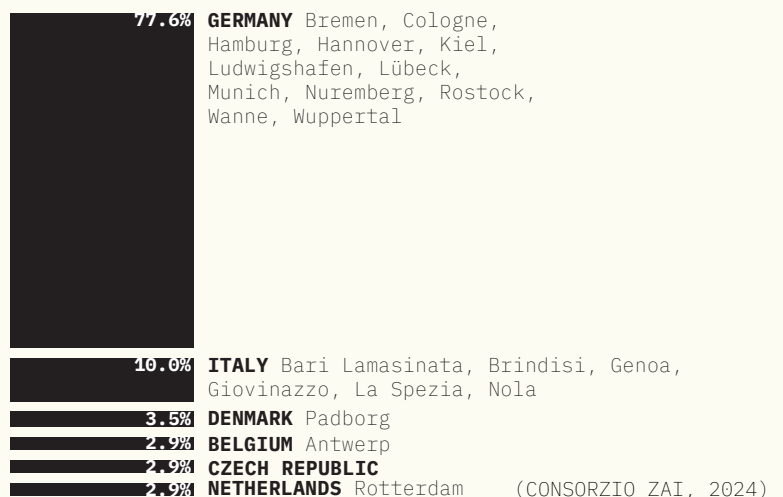 77.6% GERMANY Bremen, Cologne,
Hamburg, Hannover, Kiel,
Ludwigshafen, Lübeck,
Munich, Nuremberg, Rostock,
Wanne, Wuppertal
10.0% ITALY Bari Lamasinata, Brindisi, Genoa,
Giovinazzo, La Spezia, Nola
3.5% DENMARK Padborg
2.9% BELGIUM Antwerp
2.9% CZECH REPUBLIC
2.9% NETHERLANDS Rotterdam (CONSORZIO ZAI, 2024)